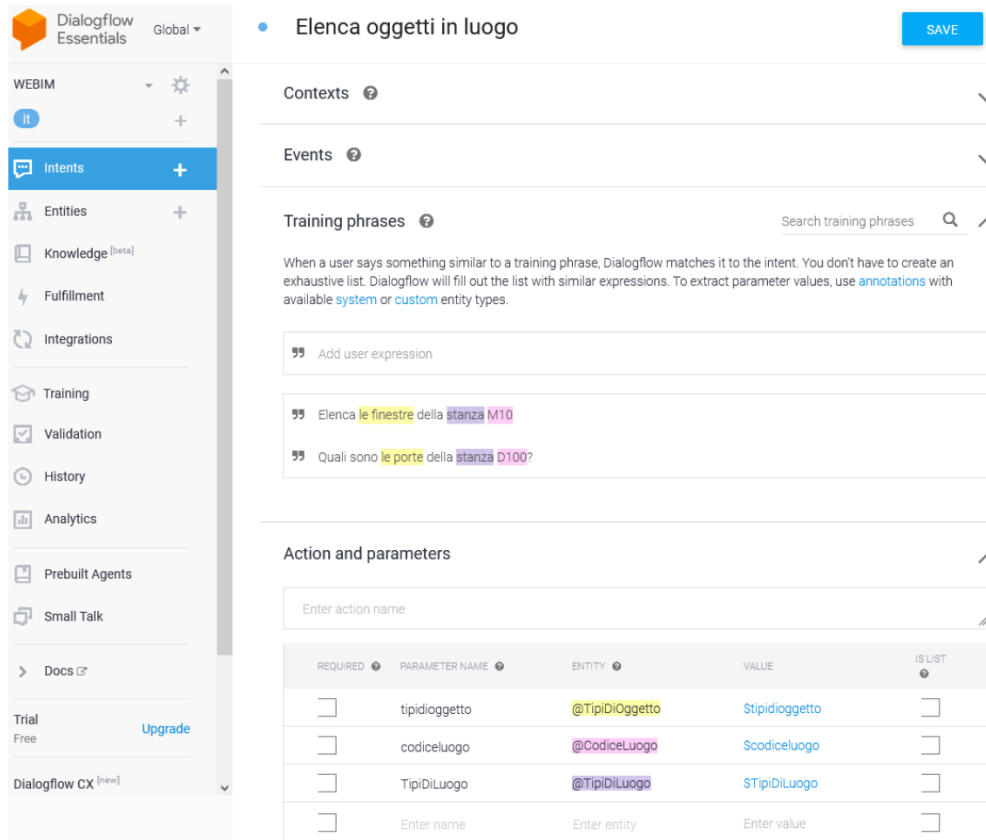 Dialogflow
Essentials
Global
Elenca oggetti in luogo
SAVE
WEBIM
it
Intents
Entities
Knowledge [beta]
Fulfillment
Integrations
Training
Validation
History
Analytics
Prebuilt Agents
Small Talk
Docs
Trial
Free
Upgrade
Dialogflow CX [new]
Contexts
Events
Training phrases
Search training phrases
When a user says something similar to a training phrase, Dialogflow matches it to the intent. You don't have to create an
exhaustive list. Dialogflow will fill out the list with similar expressions. To extract parameter values, use annotations with
available system or custom entity types.
Add user expression
Elenca le finestre della stanza M10
Quali sono le porte della stanza D100?
Action and parameters
Enter action name
REQUIRED PARAMETER NAME ENTITY VALUE IS LIST
tipidioggetto @TipiDiOggetto $tipidioggetto
codiceluogo @CodiceLuogo $codiceluogo
TipiDiLuogo @TipiDiLuogo $TipiDiLuogo
Enter name Enter entity Enter value